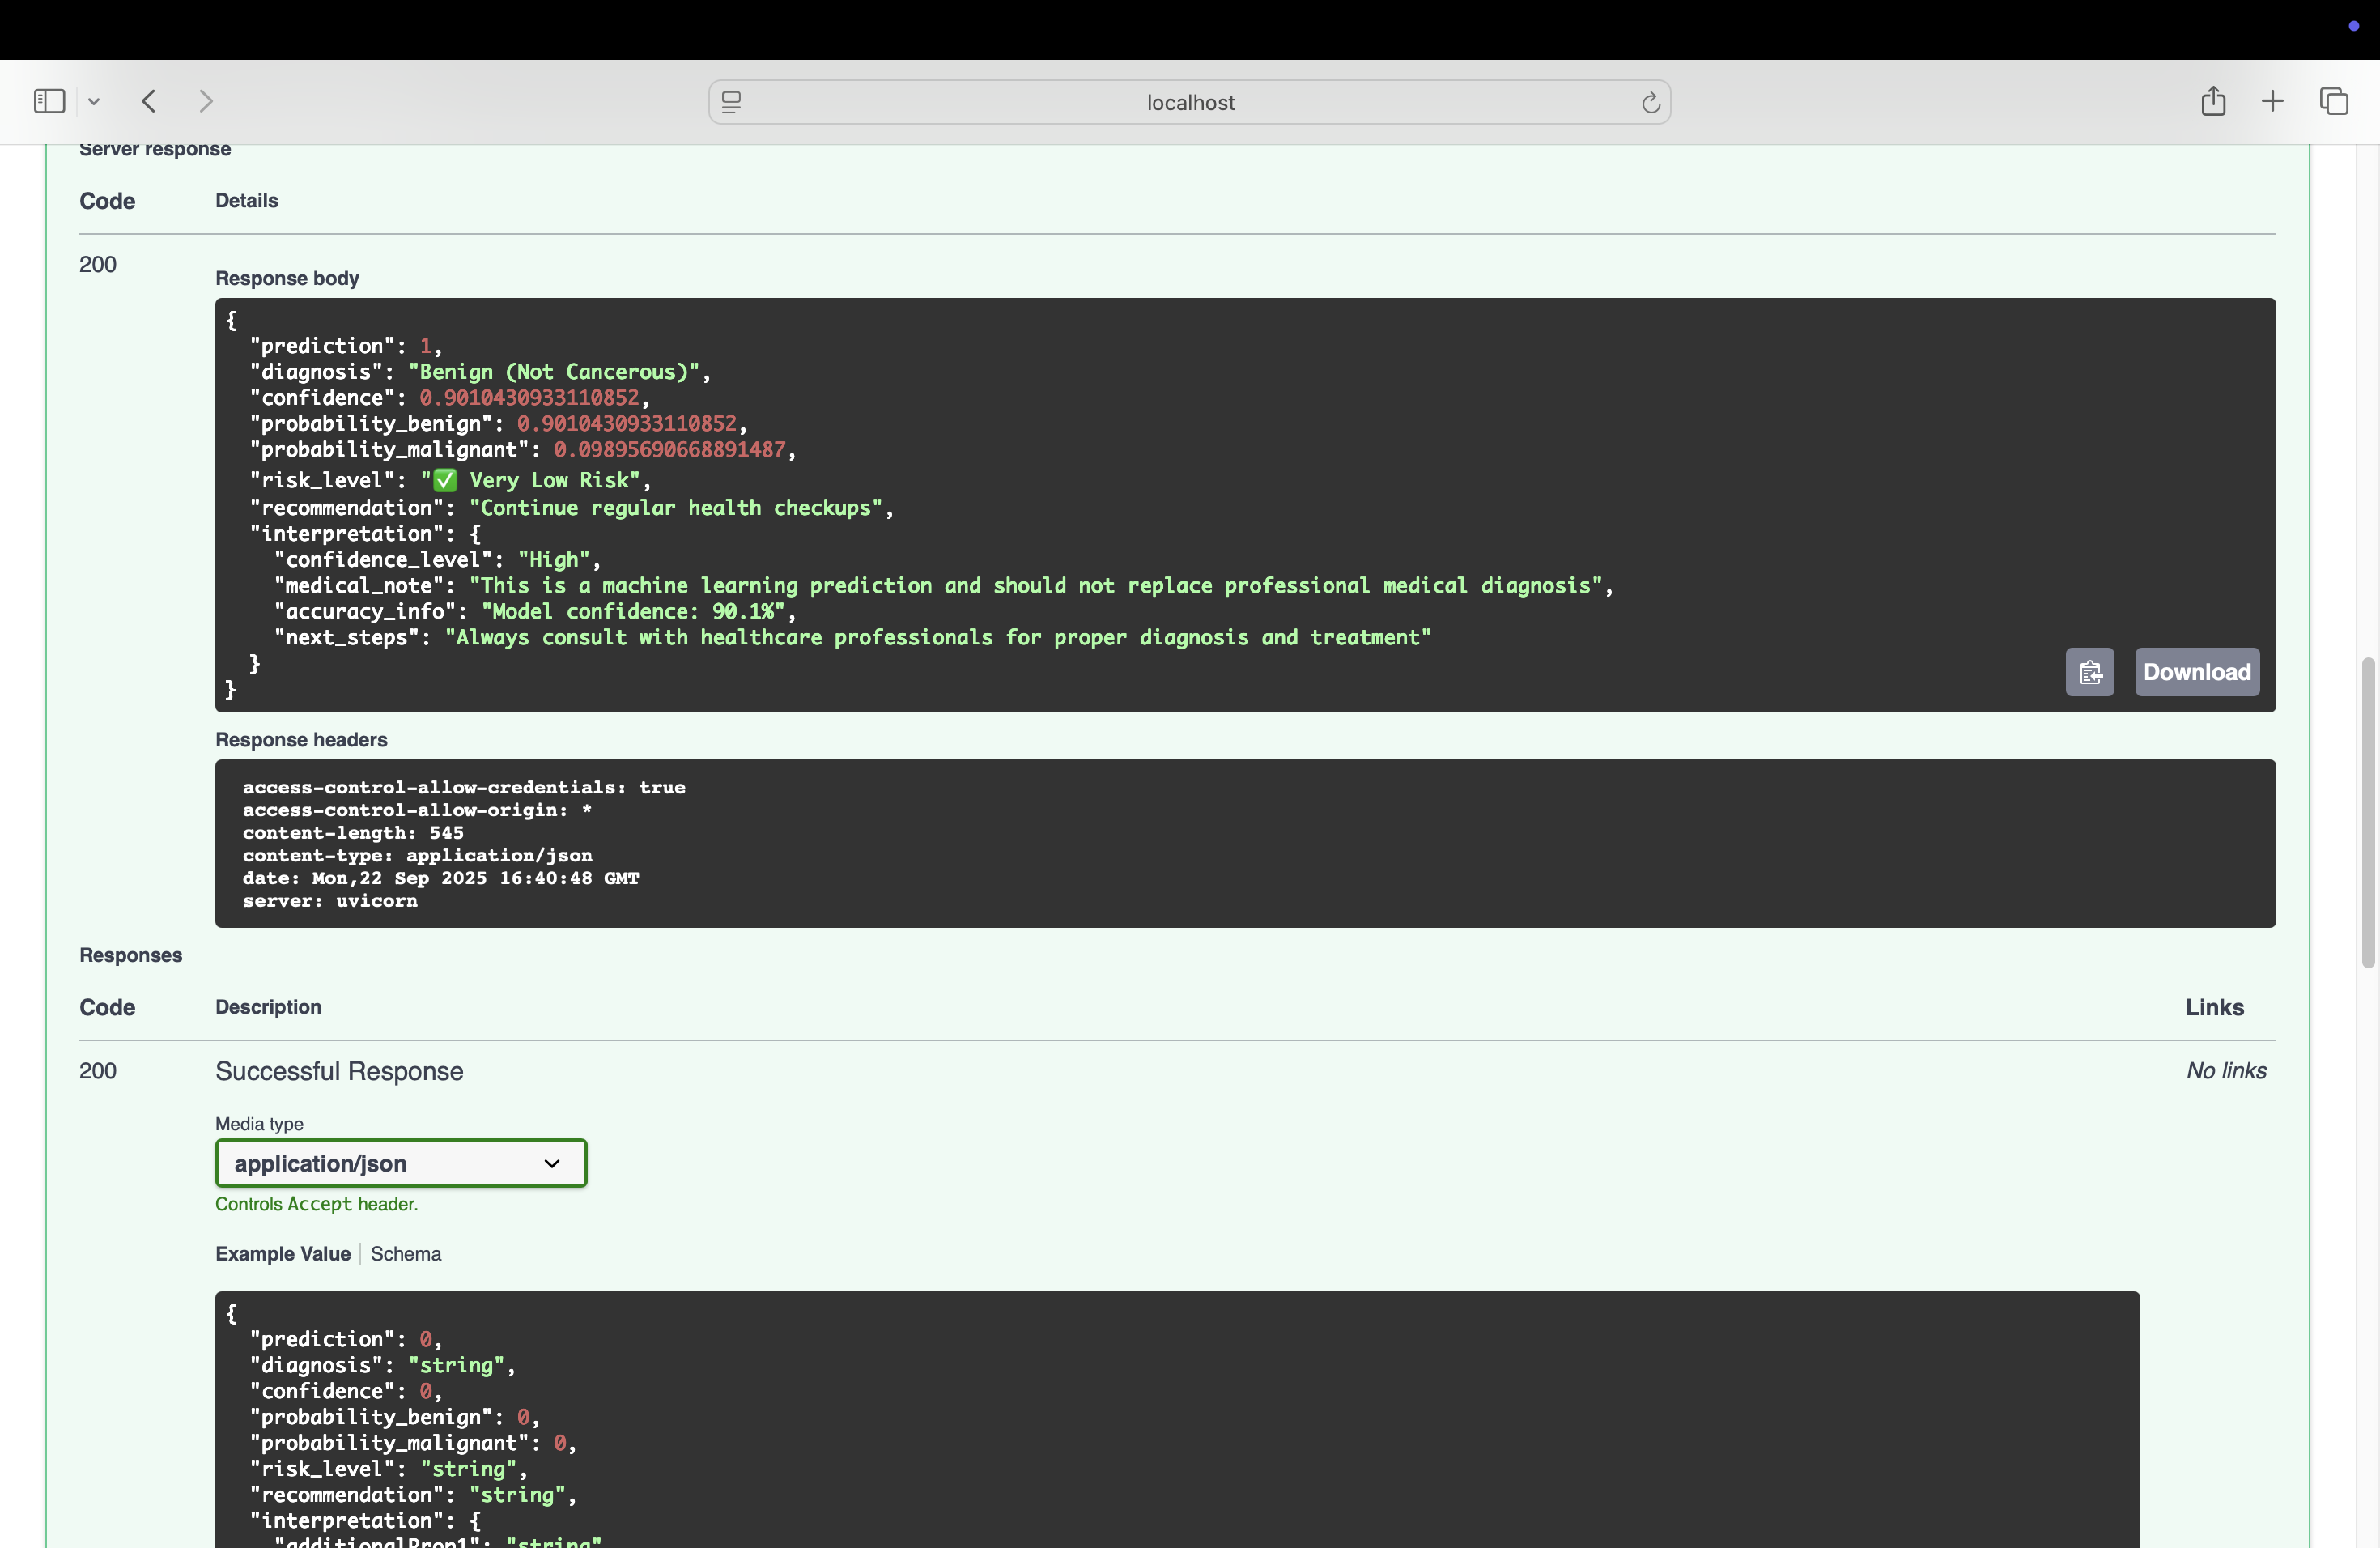 localhost
Server response
Code Details
200
Response body
{
  "prediction": 1,
  "diagnosis": "Benign (Not Cancerous)",
  "confidence": 0.9010430933110852,
  "probability_benign": 0.9010430933110852,
  "probability_malignant": 0.09895690668891487,
  "risk_level": "✅ Very Low Risk",
  "recommendation": "Continue regular health checkups",
  "interpretation": {
    "confidence_level": "High",
    "medical_note": "This is a machine learning prediction and should not replace professional medical diagnosis",
    "accuracy_info": "Model confidence: 90.1%",
    "next_steps": "Always consult with healthcare professionals for proper diagnosis and treatment"
  }
}
Download
Response headers
access-control-allow-credentials: true
access-control-allow-origin: *
content-length: 545
content-type: application/json
date: Mon,22 Sep 2025 16:40:48 GMT
server: uvicorn
Responses
Code Description Links
200 Successful Response No links
Media type
application/json
Controls Accept header.
Example Value Schema
{
  "prediction": 0,
  "diagnosis": "string",
  "confidence": 0,
  "probability_benign": 0,
  "probability_malignant": 0,
  "risk_level": "string",
  "recommendation": "string",
  "interpretation": {
    "additionalProp1": "string"